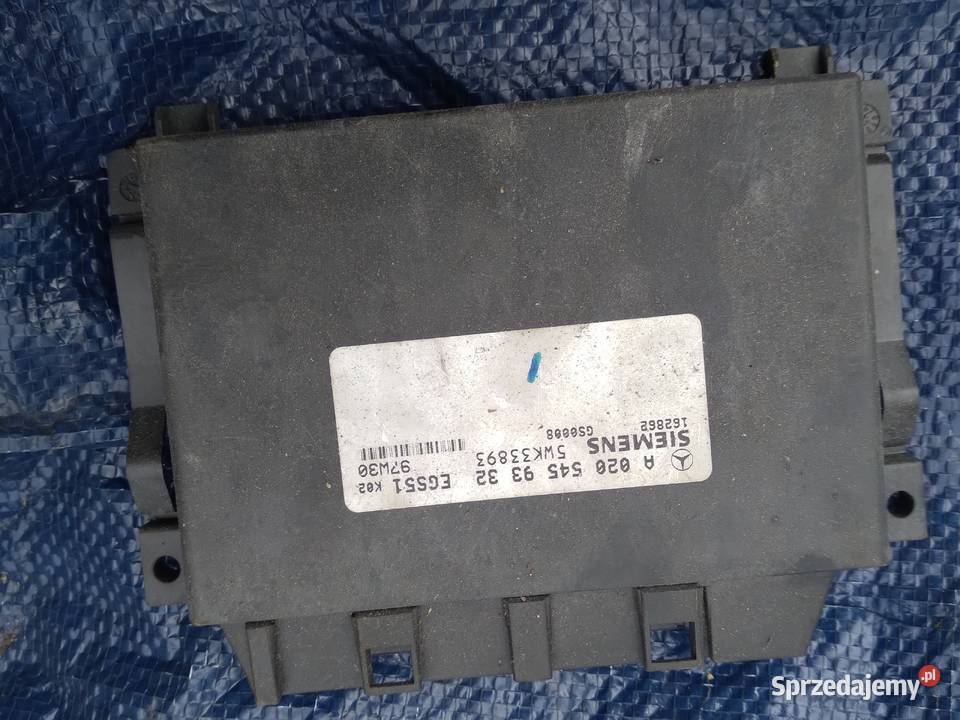 A 020 545 93 32 EGS51 K02
SIEMENS 5WK33893 97W30
162862 GS0008
Sprzedajemy.pl